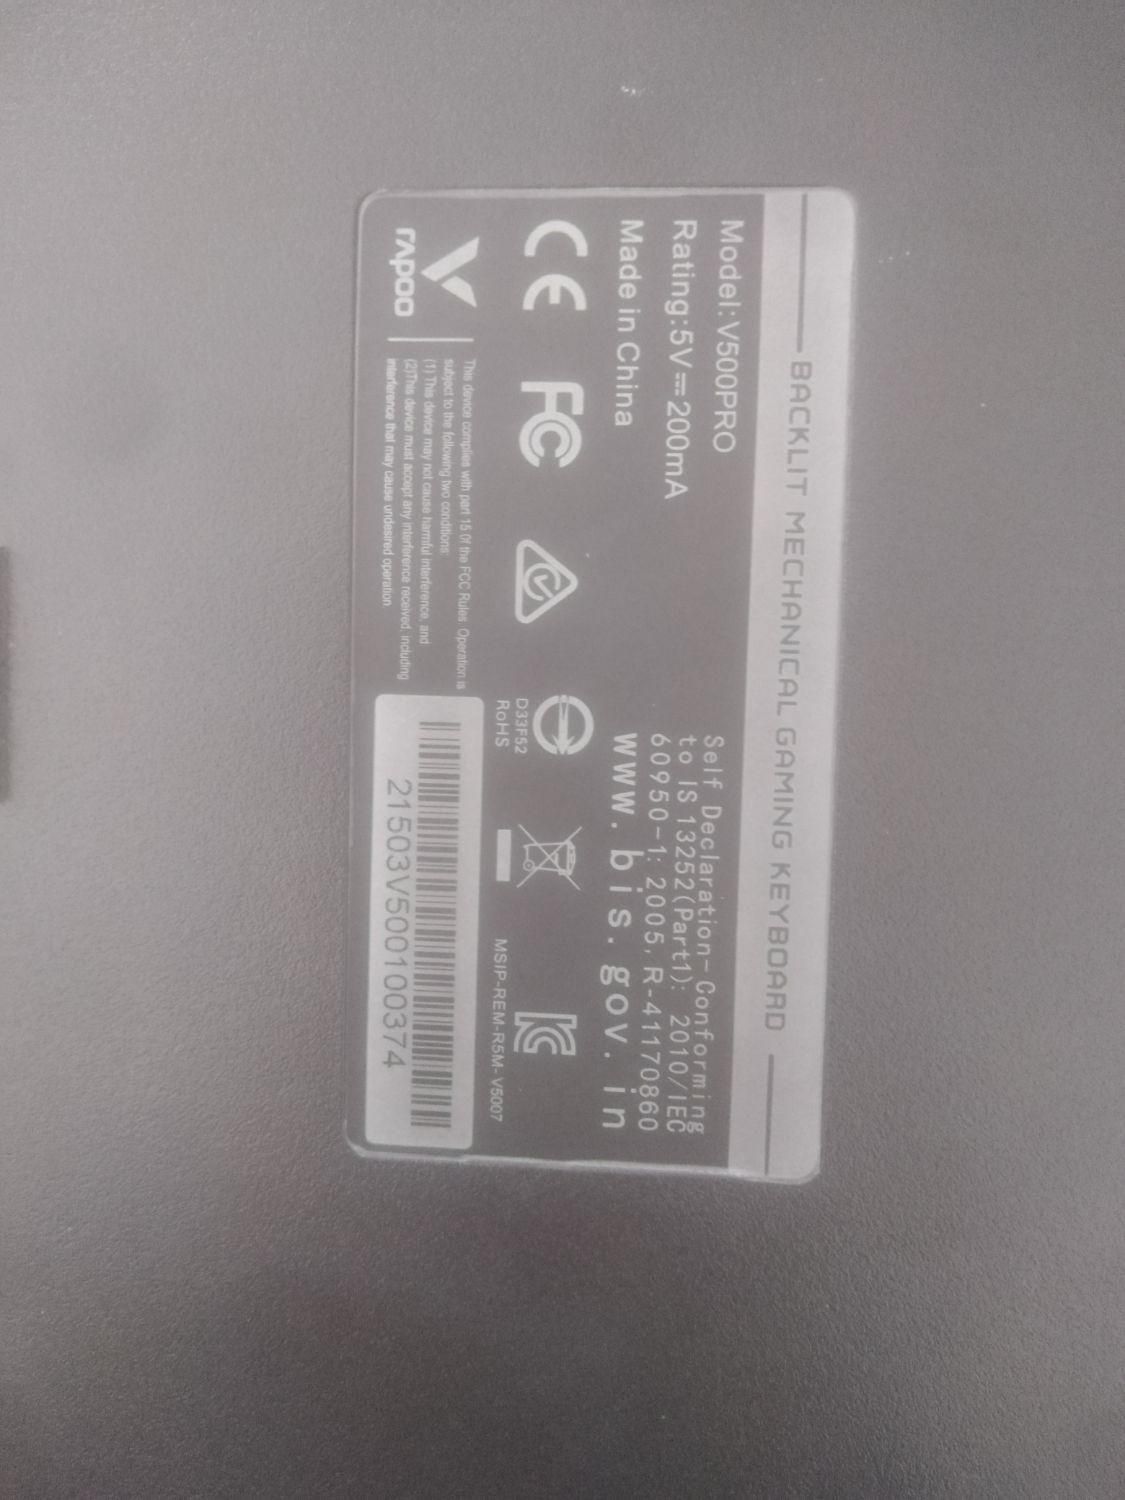 BACKLIT MECHANICAL GAMING KEYBOARD
Model:V500PRO
Rating:5V⎓200mA
Made in China
Self Declaration-Conforming
to IS 13252(Part1): 2010/IEC
60950-1: 2005, R-41170860
www.bis.gov.in
CE
FC
D33F52
RoHS
MSIP-REM-R5M-V5007
rapoo
This device complies with part 15 0f the FCC Rules. Operation is
subject to the following two conditions:
(1) This device may not cause harmful interference, and
(2)This device must accept any interference received, including
interference that may cause undesired operation.
21503V500100374